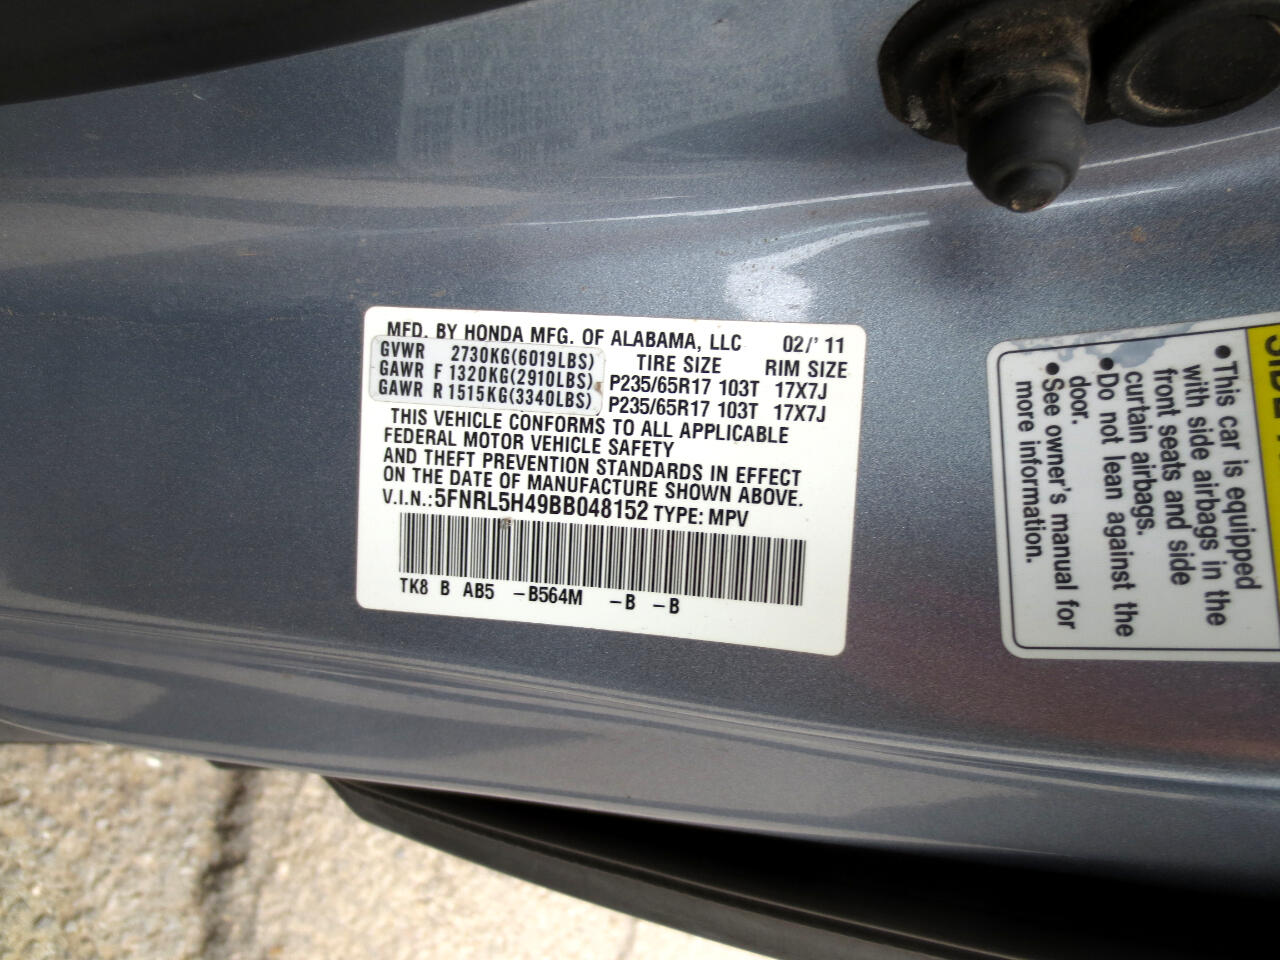 MFD. BY HONDA MFG. OF ALABAMA, LLC 02/'11
GVWR 2730KG(6019LBS) TIRE SIZE RIM SIZE
GAWR F 1320KG(2910LBS) P235/65R17 103T 17X7J
GAWR R 1515KG(3340LBS) P235/65R17 103T 17X7J
THIS VEHICLE CONFORMS TO ALL APPLICABLE
FEDERAL MOTOR VEHICLE SAFETY
AND THEFT PREVENTION STANDARDS IN EFFECT
ON THE DATE OF MANUFACTURE SHOWN ABOVE.
V.I.N.:5FNRL5H49BB048152 TYPE: MPV
TK8 B AB5 -B564M -B -B
• This car is equipped
with side airbags in the
front seats and side
curtain airbags.
• Do not lean against the
door.
• See owner's manual for
more information.